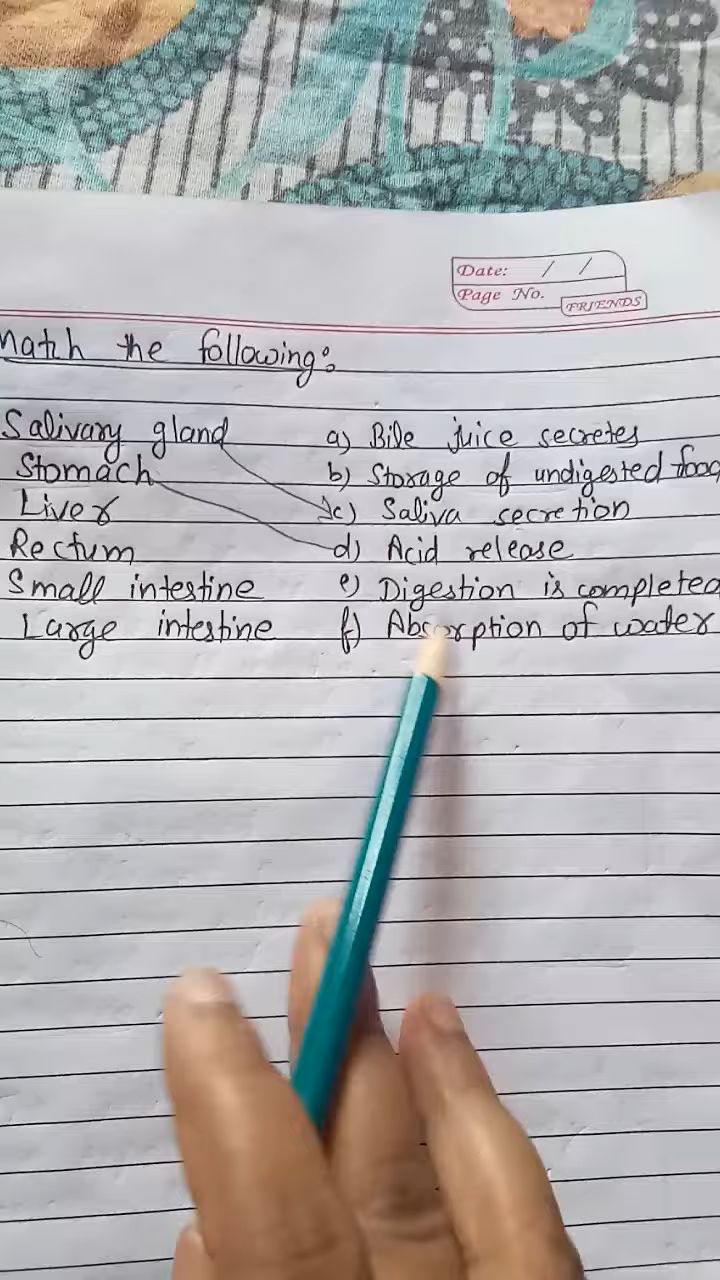 Date: / /
Page No.
FRIENDS
Match the following:
Salivary gland a) Bile juice secretes
Stomach b) Storage of undigested food
Liver c) Saliva secretion
Rectum d) Acid release
Small intestine e) Digestion is completed
Large intestine f) Absorption of water